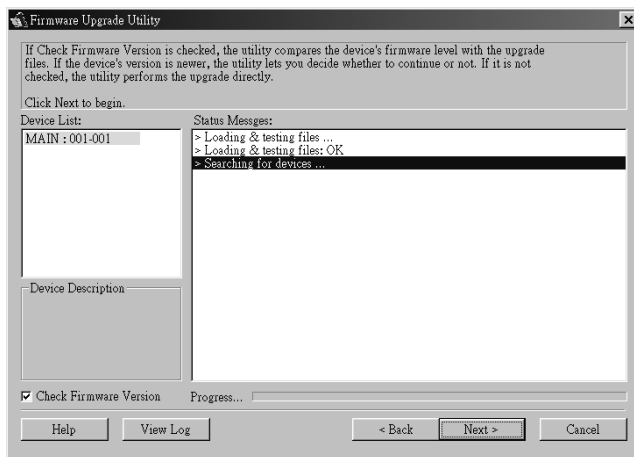 Firmware Upgrade Utility
If Check Firmware Version is checked, the utility compares the device's firmware level with the upgrade
files. If the device's version is newer, the utility lets you decide whether to continue or not. If it is not
checked, the utility performs the upgrade directly.
Click Next to begin.
Device List:
MAIN : 001-001
Device Description
Status Messges:
> Loading & testing files ...
> Loading & testing files: OK
> Searching for devices ...
Check Firmware Version
Progress...
Help
View Log
< Back
Next >
Cancel